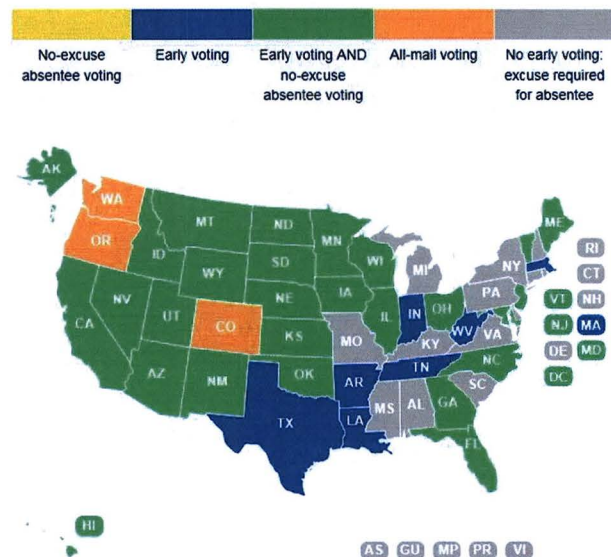 No-excuse absentee voting
Early voting
Early voting AND no-excuse absentee voting
All-mail voting
No early voting: excuse required for absentee
AK
WA
MT
ND
MN
ME
OR
ID
WY
SD
WI
MI
NY
RI
CT
NV
NE
IA
PA
VT
NH
CA
UT
CO
KS
IL
IN
OH
NJ
MA
MO
KY
WV
VA
DE
MD
AZ
NM
OK
AR
TN
NC
DC
TX
LA
MS
AL
GA
SC
FL
HI
AS
GU
MP
PR
VI